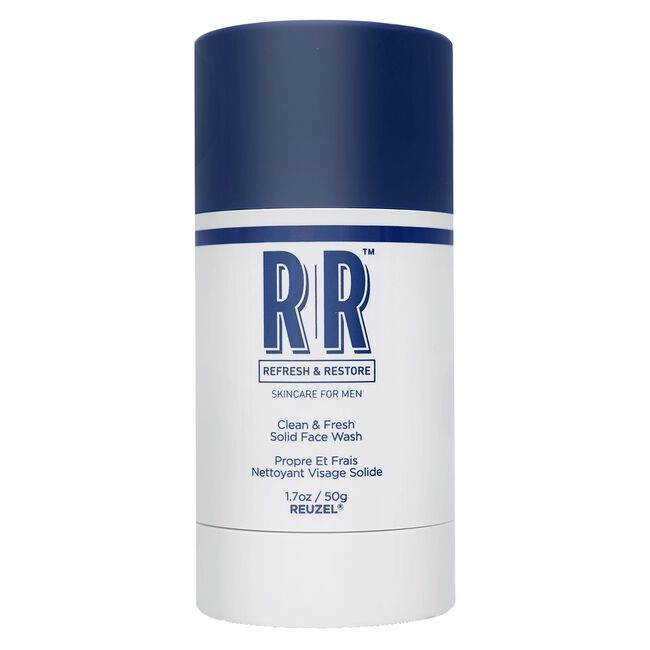 R|R™
REFRESH & RESTORE
SKINCARE FOR MEN
Clean & Fresh
Solid Face Wash
Propre Et Frais
Nettoyant Visage Solide
1.7oz / 50g
REUZEL®